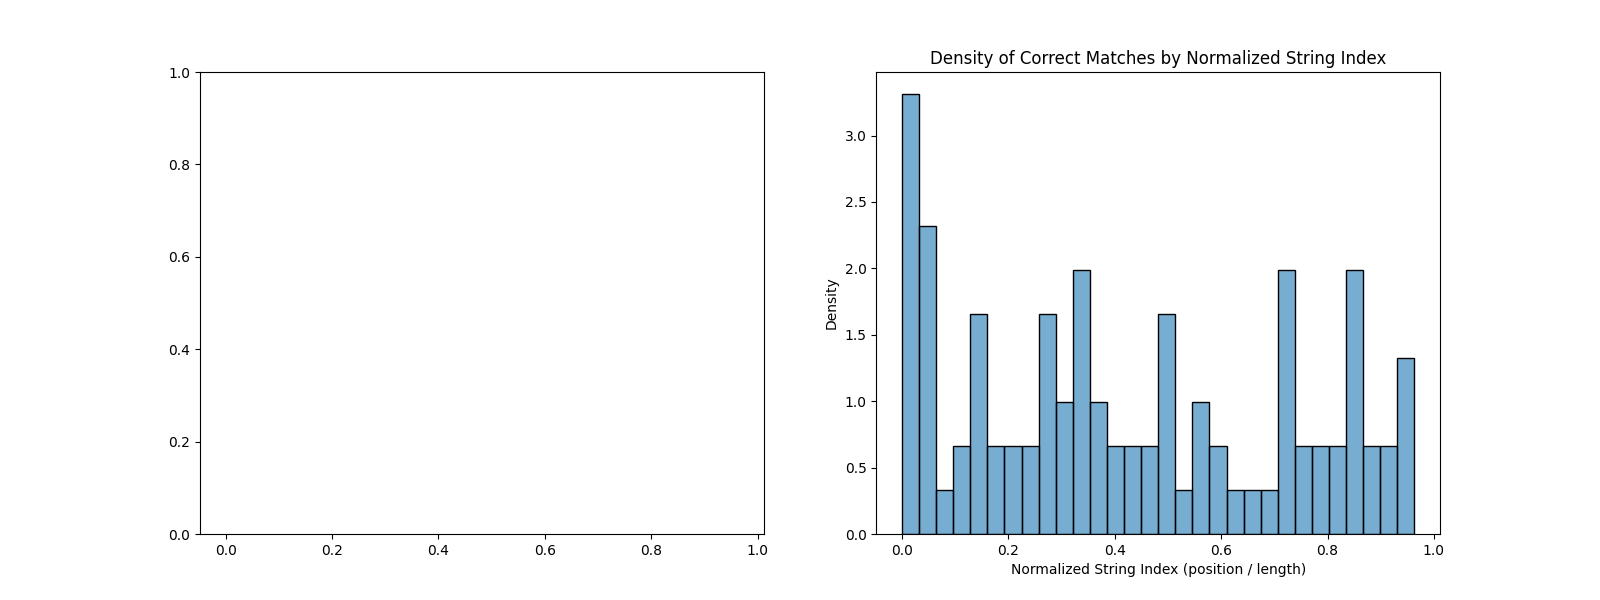 1.0
0.8
0.6
0.4
0.2
0.0
0.0 0.2 0.4 0.6 0.8 1.0
Density of Correct Matches by Normalized String Index
Density
3.0
2.5
2.0
1.5
1.0
0.5
0.0
0.0 0.2 0.4 0.6 0.8 1.0
Normalized String Index (position / length)